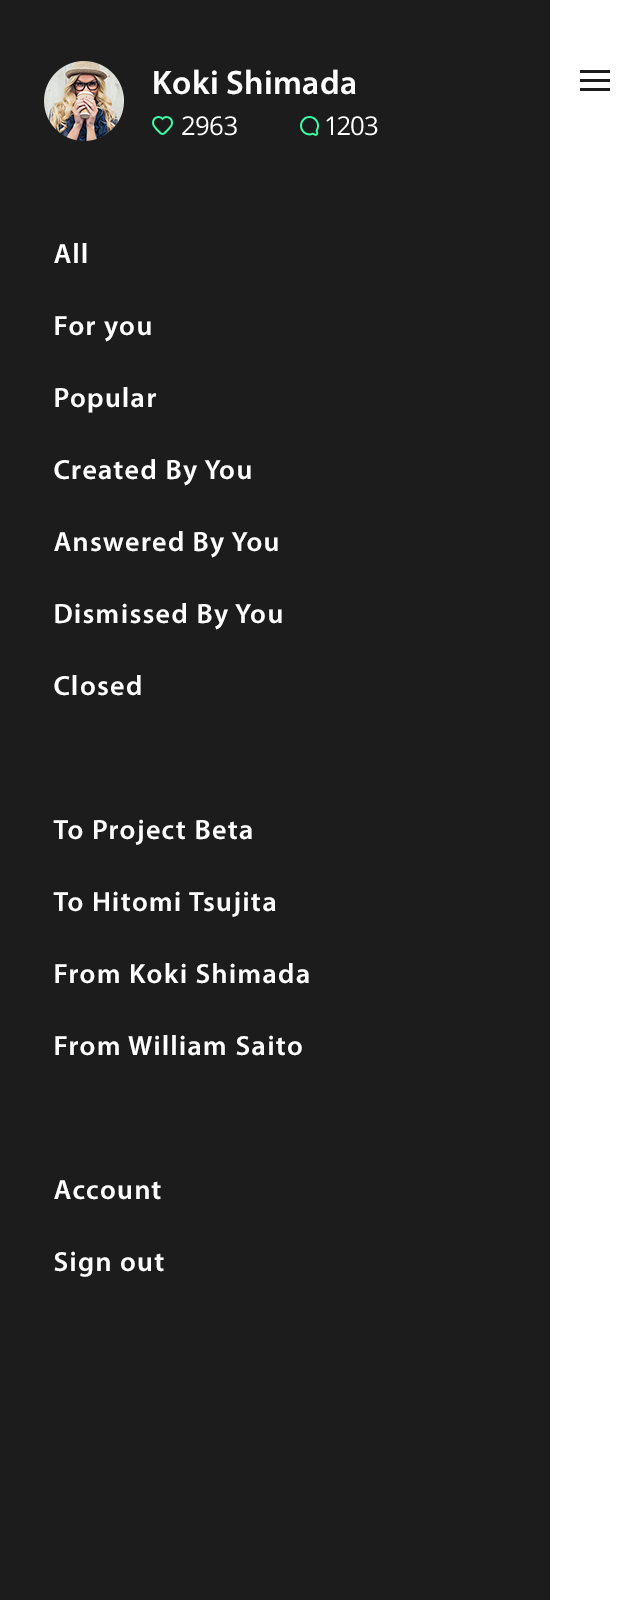 Koki Shimada
2963 1203
All
For you
Popular
Created By You
Answered By You
Dismissed By You
Closed
To Project Beta
To Hitomi Tsujita
From Koki Shimada
From William Saito
Account
Sign out